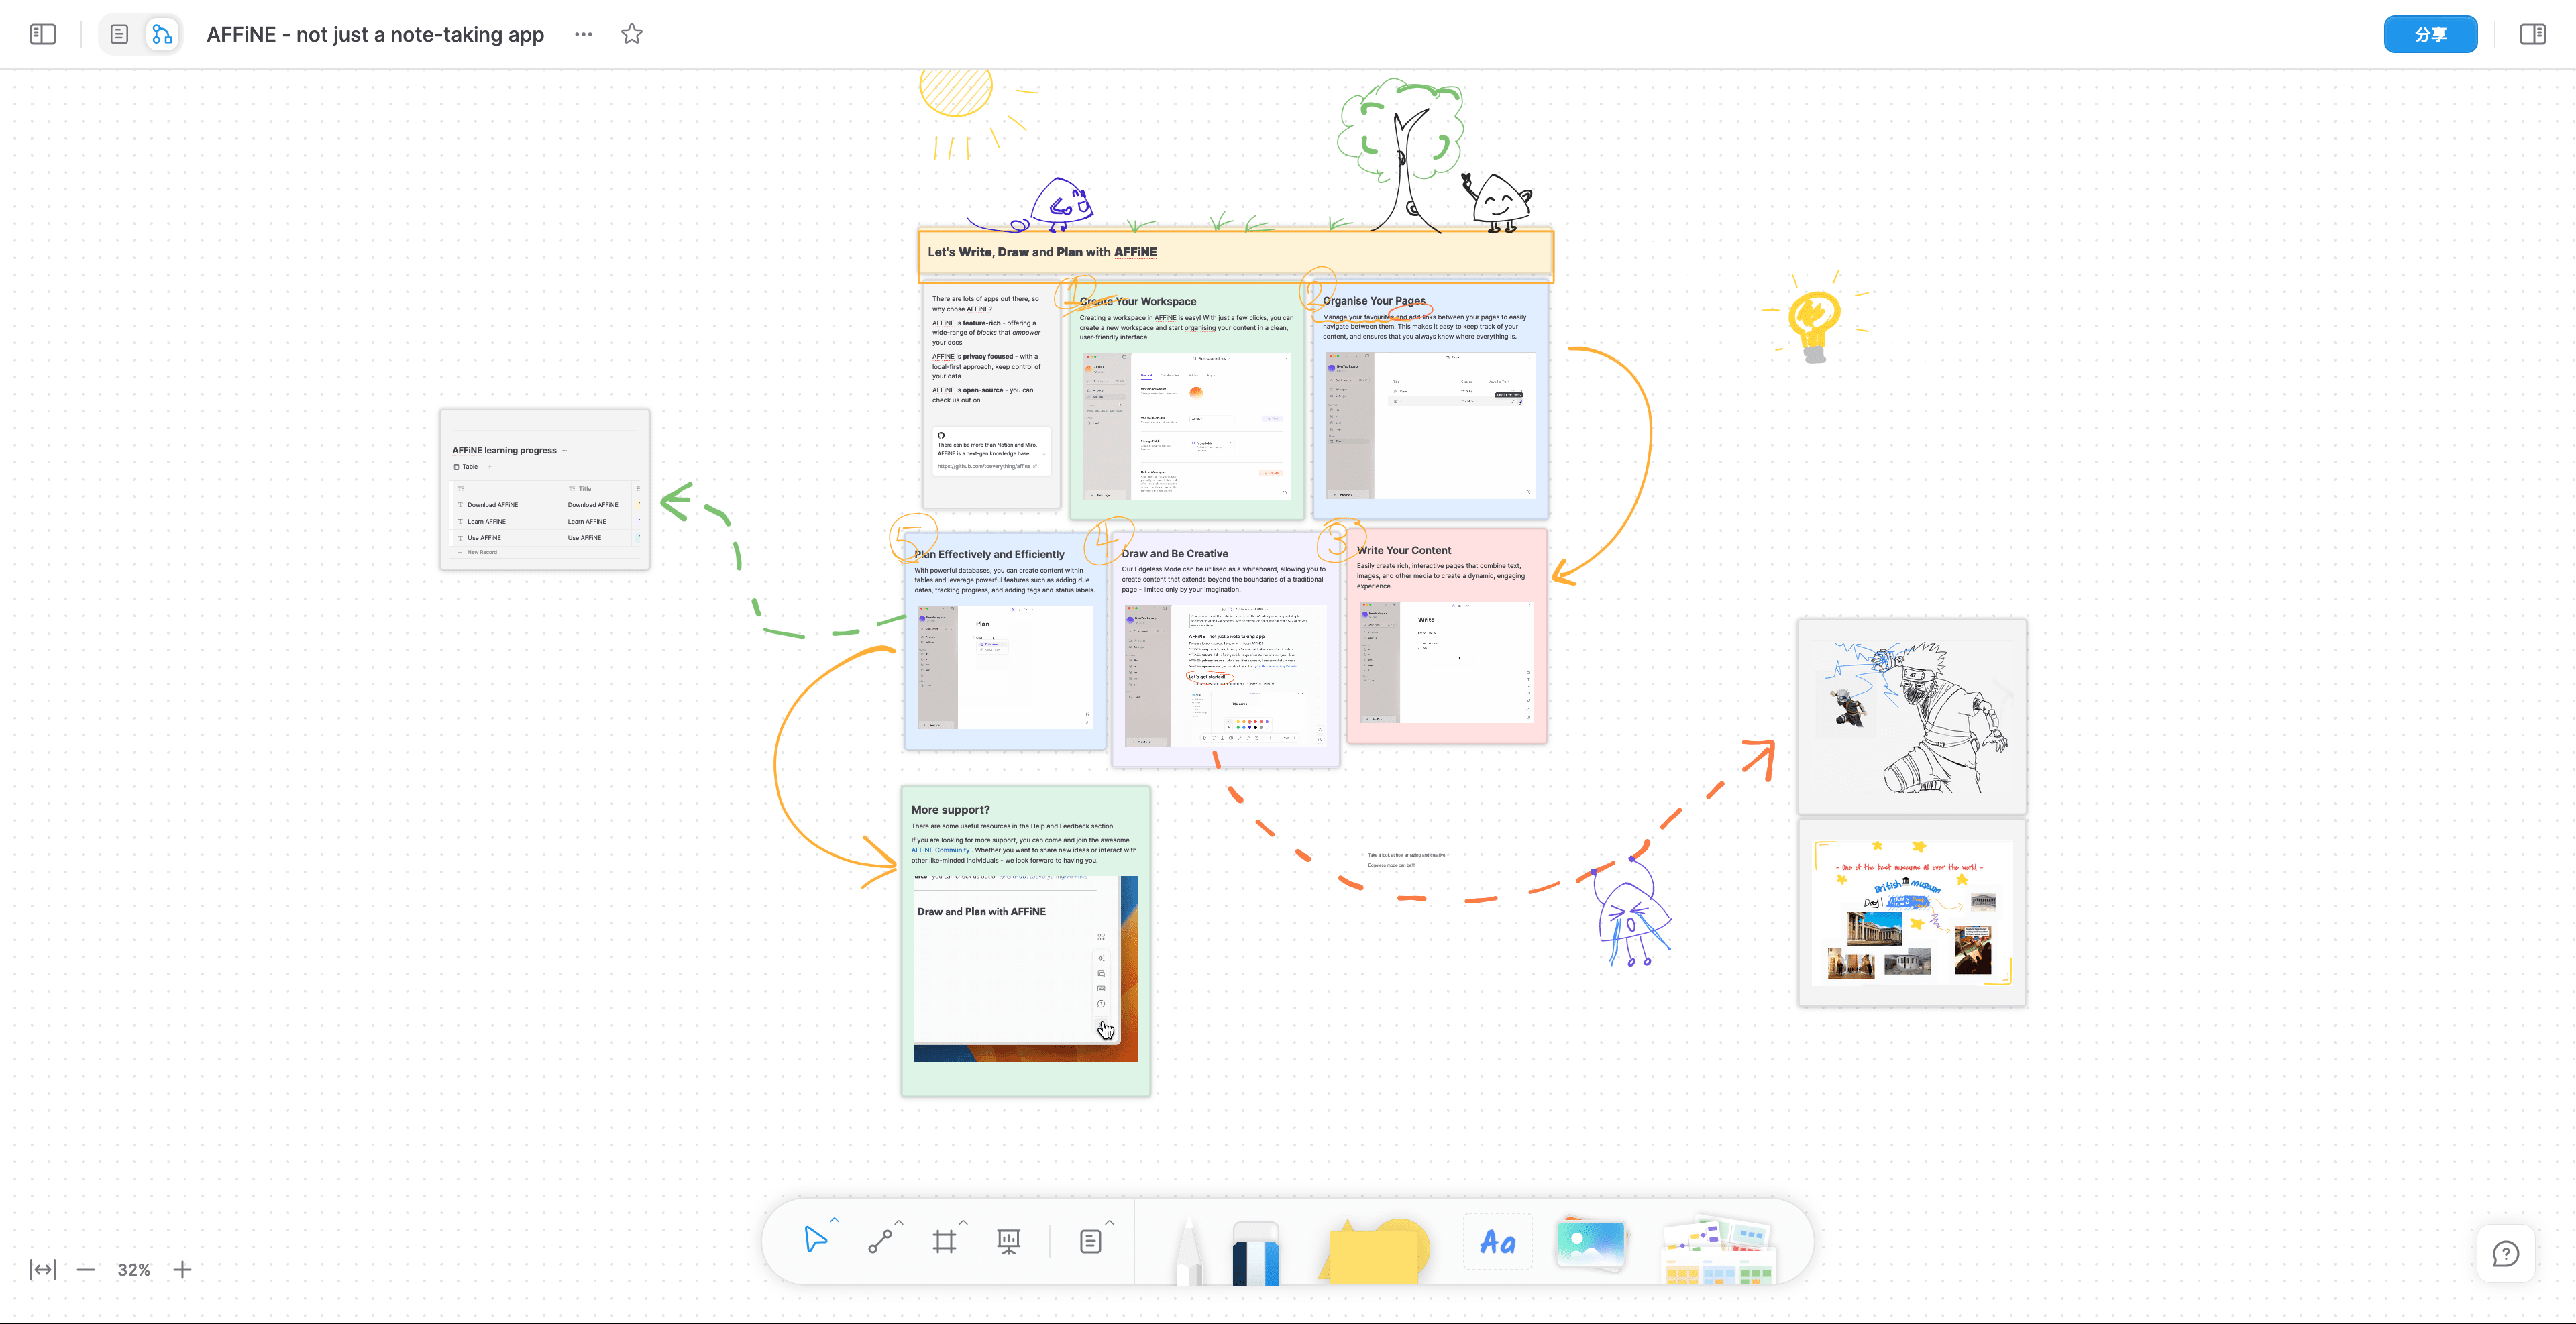 AFFiNE - not just a note-taking app
分享
Let's Write, Draw and Plan with AFFiNE
There are lots of apps out there, so
why chose AFFiNE?
AFFiNE is feature-rich - offering a
wide-range of blocks that empower
your docs
AFFiNE is privacy focused - with a
local-first approach, keep control of
your data
AFFiNE is open-source - you can
check us out on
There can be more than Notion and Miro.
AFFiNE is a next-gen knowledge base...
https://github.com/toeverything/affine
1
Create Your Workspace
Creating a workspace in AFFiNE is easy! With just a few clicks, you can
create a new workspace and start organising your content in a clean,
user-friendly interface.
2
Organise Your Pages
Manage your favourites and add links between your pages to easily
navigate between them. This makes it easy to keep track of your
content, and ensures that you always know where everything is.
AFFiNE learning progress
Table
Title
Download AFFiNE Download AFFiNE
Learn AFFiNE Learn AFFiNE
Use AFFiNE Use AFFiNE
New Record
5
Plan Effectively and Efficiently
With powerful databases, you can create content within
tables and leverage powerful features such as adding due
dates, tracking progress, and adding tags and status labels.
Plan
4
Draw and Be Creative
Our Edgeless Mode can be utilised as a whiteboard, allowing you to
create content that extends beyond the boundaries of a traditional
page - limited only by your imagination.
AFFiNE - not just a note taking app
Let's get started!
3
Write Your Content
Easily create rich, interactive pages that combine text,
images, and other media to create a dynamic, engaging
experience.
Write
More support?
There are some useful resources in the Help and Feedback section.
If you are looking for more support, you can come and join the awesome
AFFiNE Community . Whether you want to share new ideas or interact with
other like-minded individuals - we look forward to having you.
Draw and Plan with AFFiNE
Take a look at how amazing and creative
Edgeless mode can be!!!
- One of the best museums all over the world -
British museum
Day 1
32%
Aa